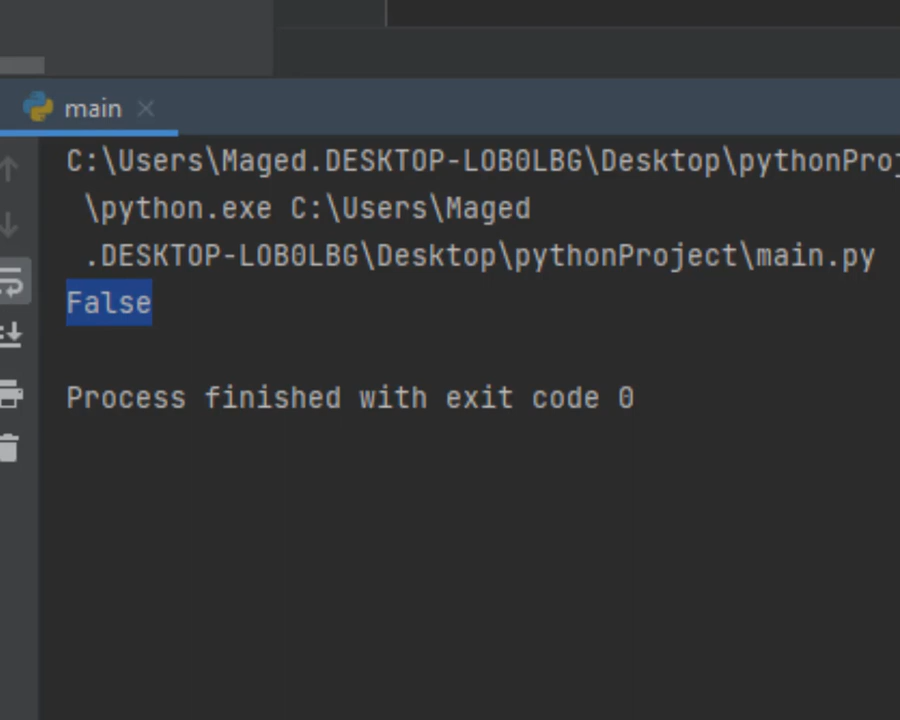 main
C:\Users\Maged.DESKTOP-LOB0LBG\Desktop\pythonProj
\python.exe C:\Users\Maged
.DESKTOP-LOB0LBG\Desktop\pythonProject\main.py
False
Process finished with exit code 0